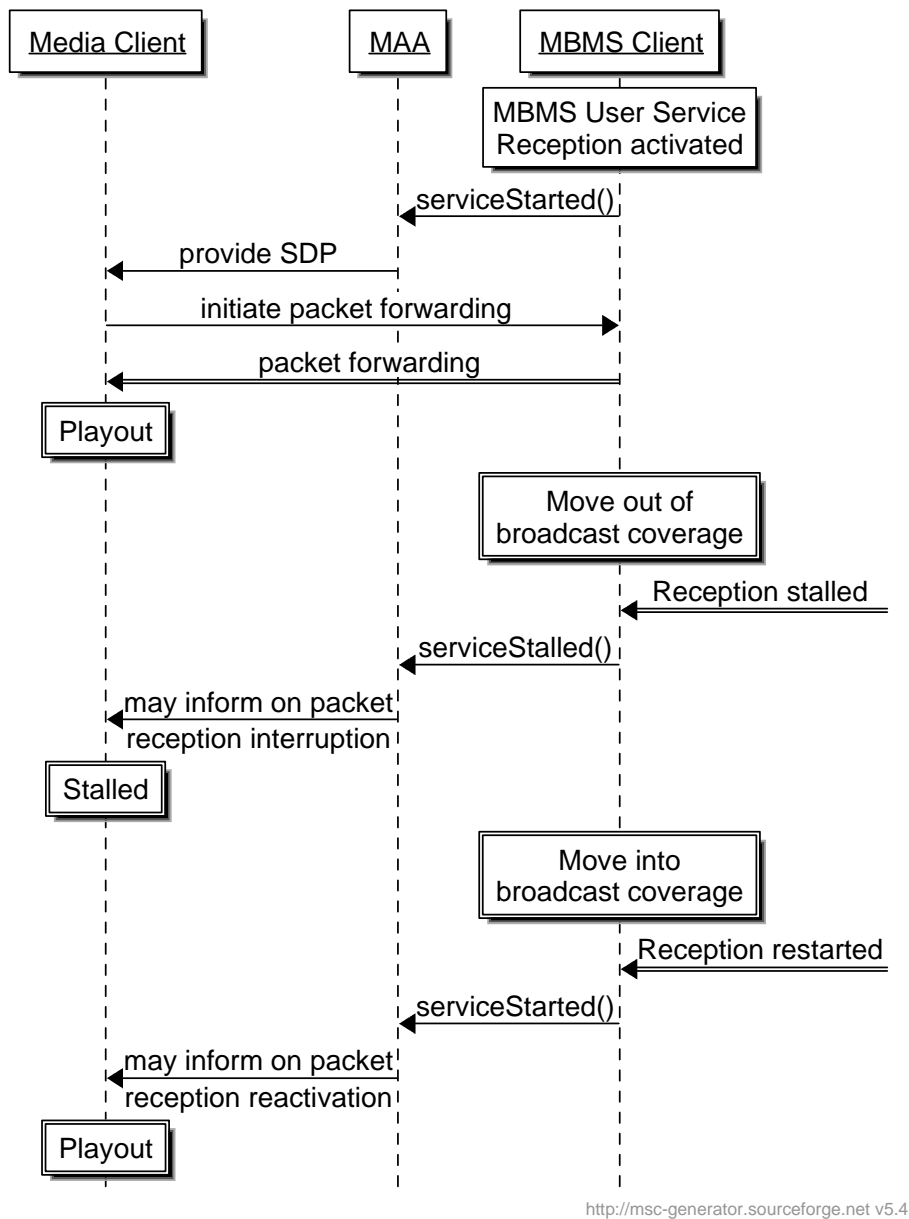 Media Client
MAA
MBMS Client
MBMS User Service
Reception activated
serviceStarted()
provide SDP
initiate packet forwarding
packet forwarding
Playout
Move out of
broadcast coverage
Reception stalled
serviceStalled()
may inform on packet
reception interruption
Stalled
Move into
broadcast coverage
Reception restarted
serviceStarted()
may inform on packet
reception reactivation
Playout
http://msc-generator.sourceforge.net v5.4